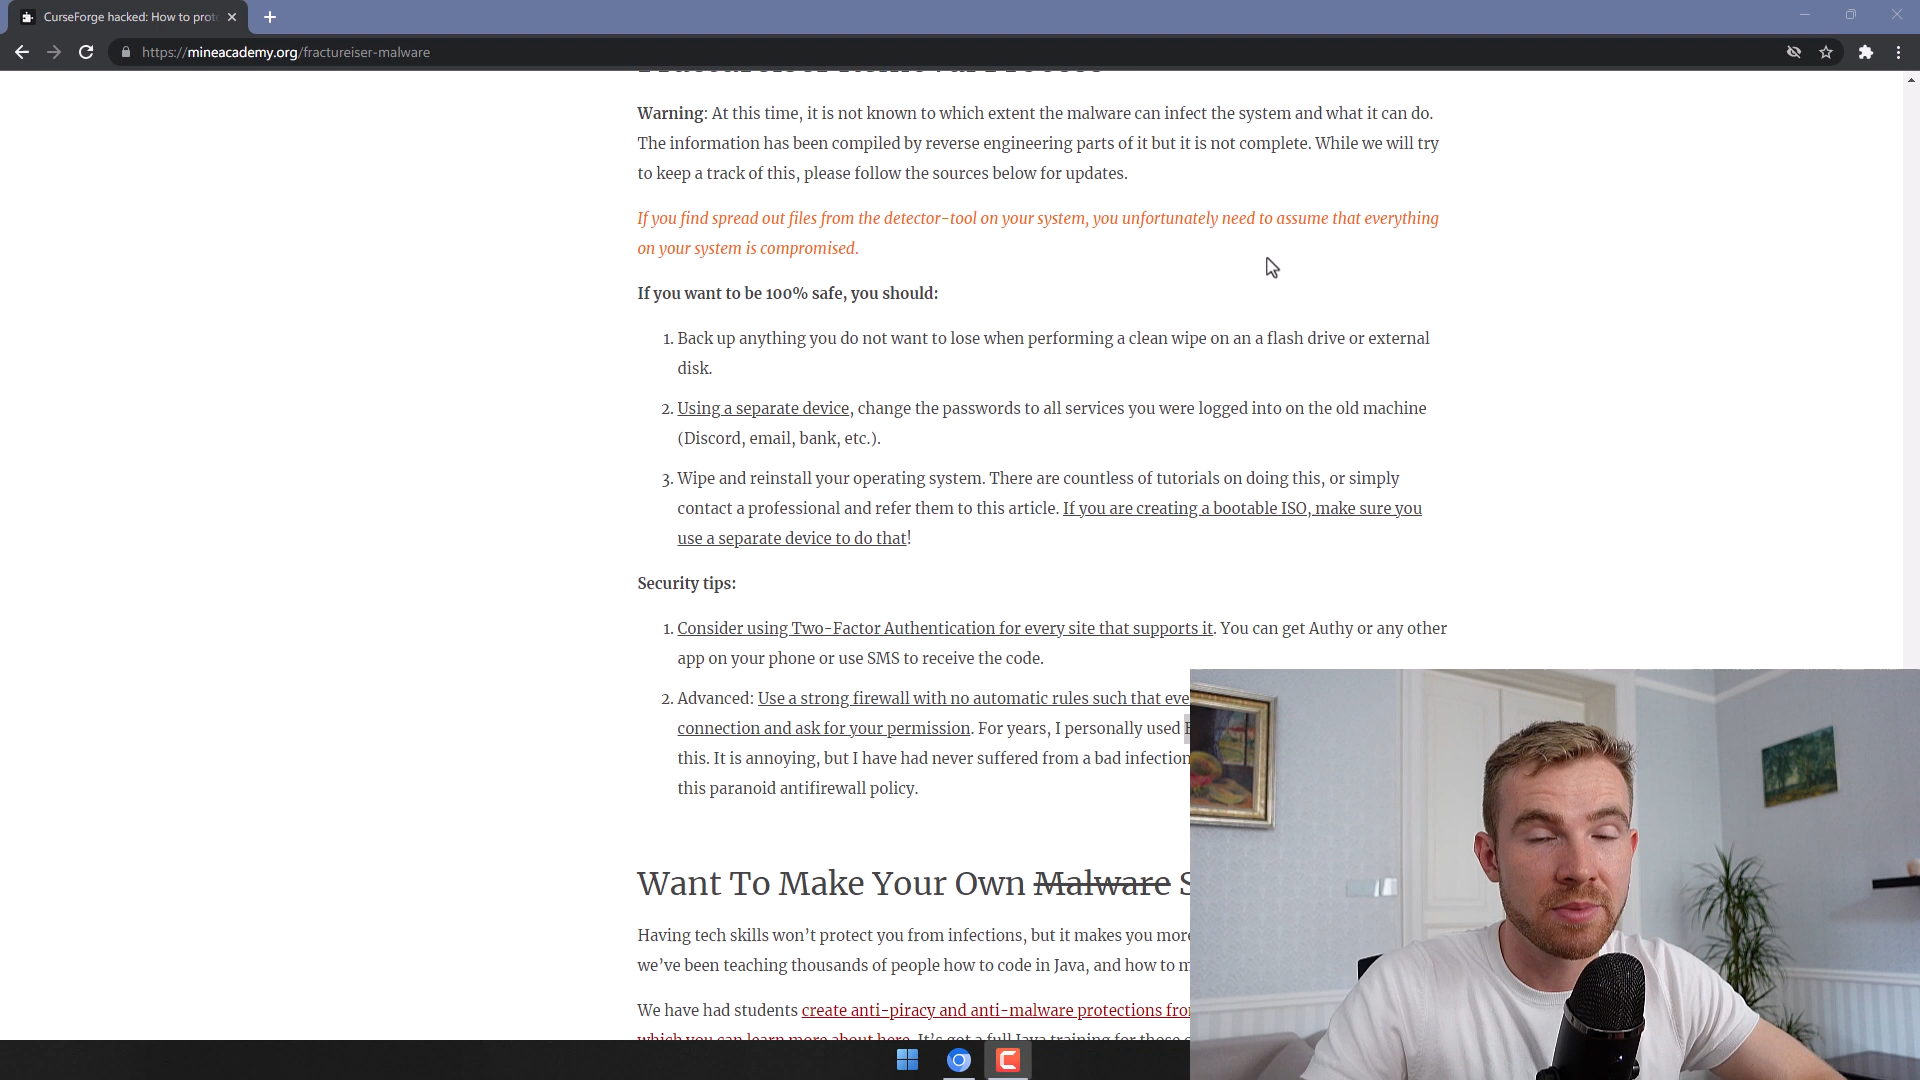 CurseForge hacked: How to prot
https://mineacademy.org/fractureiser-malware
Warning: At this time, it is not known to which extent the malware can infect the system and what it can do.
The information has been compiled by reverse engineering parts of it but it is not complete. While we will try
to keep a track of this, please follow the sources below for updates.
If you find spread out files from the detector-tool on your system, you unfortunately need to assume that everything
on your system is compromised.
If you want to be 100% safe, you should:
1. Back up anything you do not want to lose when performing a clean wipe on an a flash drive or external
disk.
2. Using a separate device, change the passwords to all services you were logged into on the old machine
(Discord, email, bank, etc.).
3. Wipe and reinstall your operating system. There are countless of tutorials on doing this, or simply
contact a professional and refer them to this article. If you are creating a bootable ISO, make sure you
use a separate device to do that!
Security tips:
1. Consider using Two-Factor Authentication for every site that supports it. You can get Authy or any other
app on your phone or use SMS to receive the code.
2. Advanced: Use a strong firewall with no automatic rules such that eve
connection and ask for your permission. For years, I personally used
this. It is annoying, but I have had never suffered from a bad infection
this paranoid antifirewall policy.
Want To Make Your Own Malware S
Having tech skills won't protect you from infections, but it makes you more
we've been teaching thousands of people how to code in Java, and how to m
We have had students create anti-piracy and anti-malware protections fro
which you can learn more about here. It's got a full Java training for those